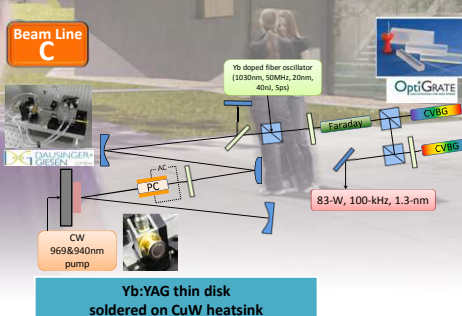 Beam Line
C
Yb doped fiber oscillator
(1030nm, 50MHz, 20nm,
40nJ, 5ps)
OptiGRATE
Faraday
CVBG
CVBG
DAUSINGER+
GIESEN
AC
PC
83-W, 100-kHz, 1.3-nm
CW
969&940nm
pump
Yb:YAG thin disk
soldered on CuW heatsink